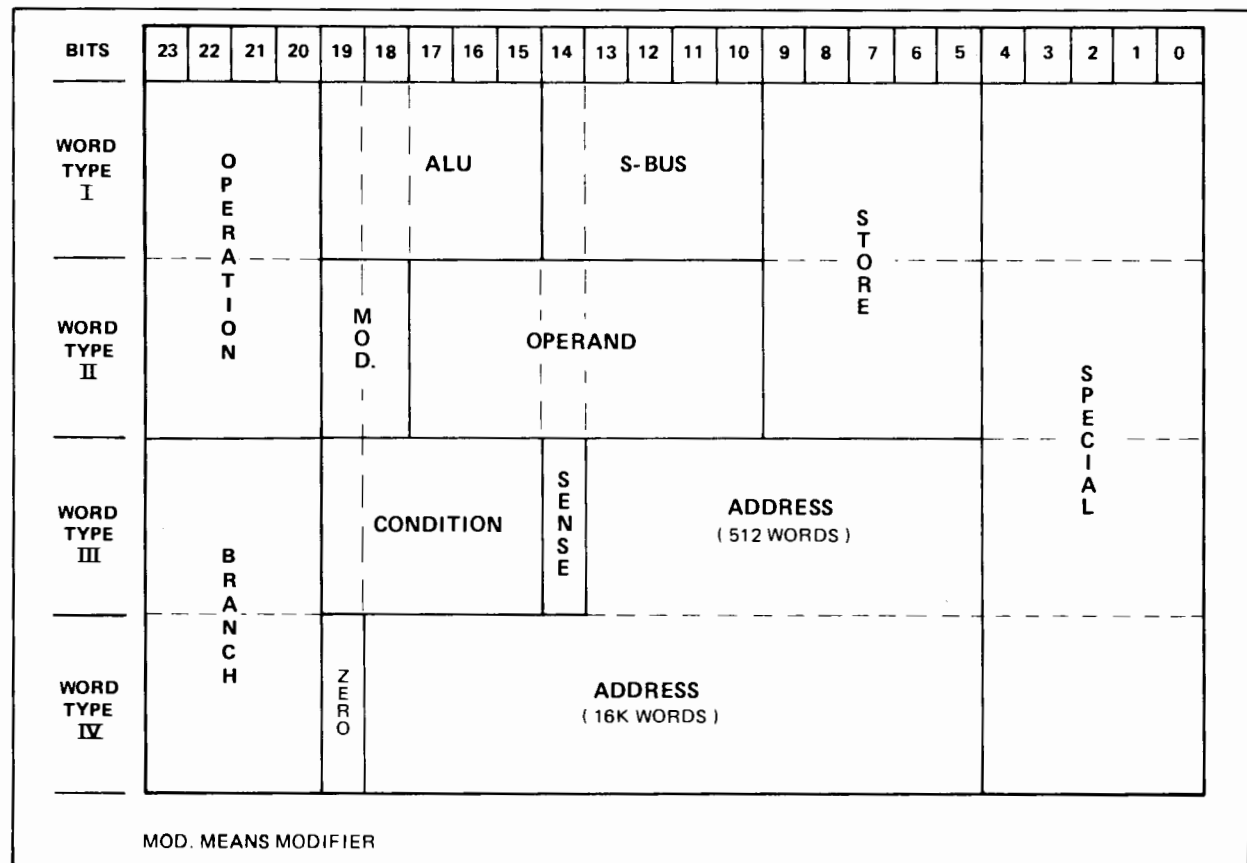 BITS 23 22 21 20 19 18 17 16 15 14 13 12 11 10 9 8 7 6 5 4 3 2 1 0
WORD
TYPE
I
OPERATION
ALU
S-BUS
STORE
SPECIAL
WORD
TYPE
II
MOD.
OPERAND
WORD
TYPE
III
BRANCH
CONDITION
SENSE
ADDRESS
( 512 WORDS )
WORD
TYPE
IV
ZERO
ADDRESS
( 16K WORDS )
MOD. MEANS MODIFIER